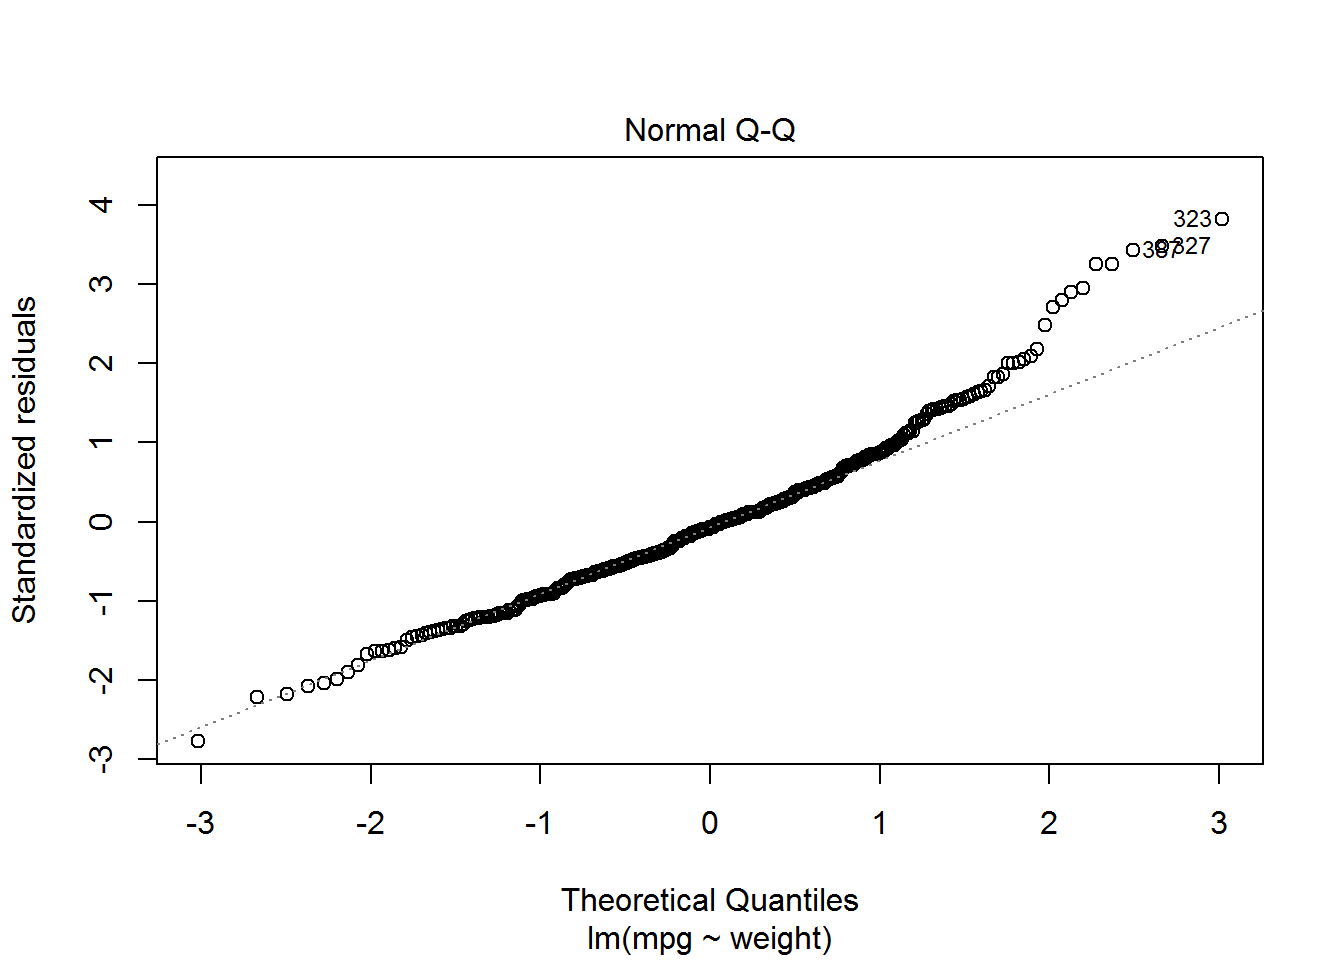 Normal Q-Q
Standardized residuals
4
3
2
1
0
-1
-2
-3
323
327
-3 -2 -1 0 1 2 3
Theoretical Quantiles
lm(mpg ~ weight)